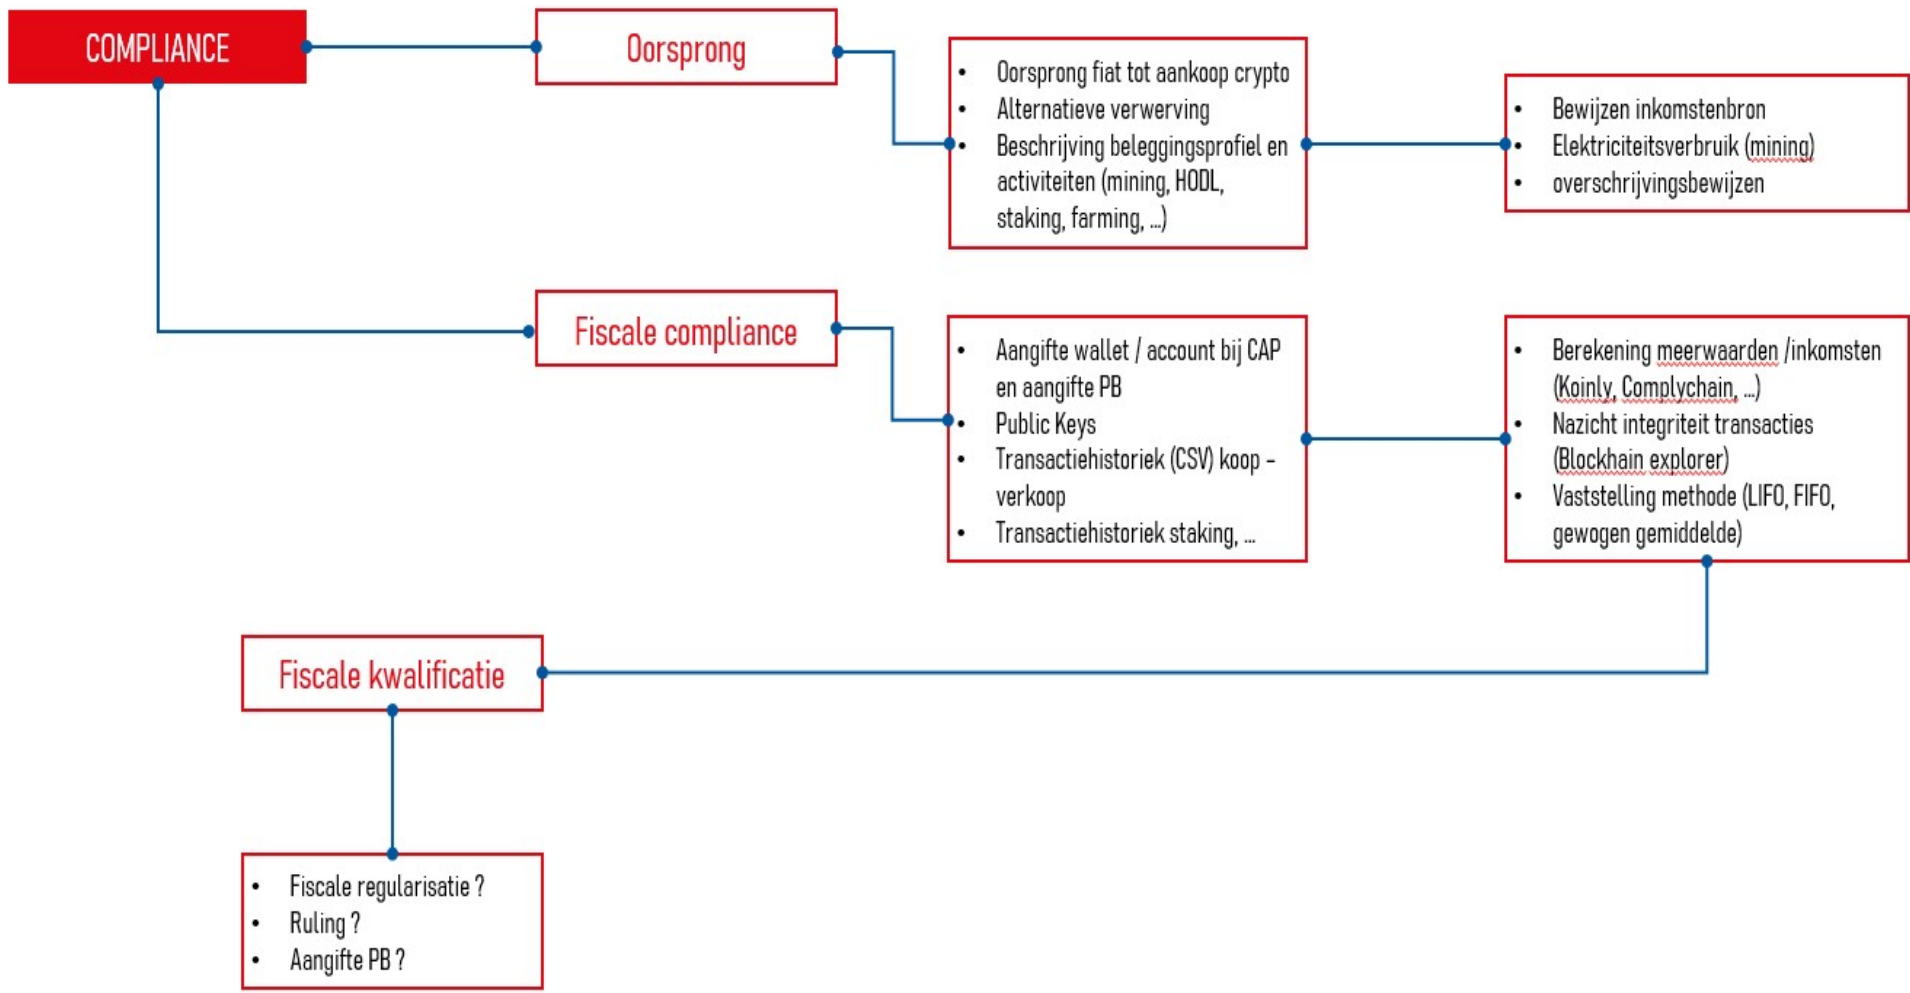 COMPLIANCE
Oorsprong
• Oorsprong fiat tot aankoop crypto
• Alternatieve verwerving
• Beschrijving beleggingsprofiel en
activiteiten (mining, HODL,
staking, farming, ...)
• Bewijzen inkomstenbron
• Elektriciteitsverbruik (mining)
• overschrijvingsbewijzen
Fiscale compliance
• Aangifte wallet / account bij CAP
en aangifte PB
• Public Keys
• Transactiehistoriek (CSV) koop –
verkoop
• Transactiehistoriek staking, ...
• Berekening meerwaarden /inkomsten
(Koinly, Complychain, ...)
• Nazicht integriteit transacties
(Blockhain explorer)
• Vaststelling methode (LIFO, FIFO,
gewogen gemiddelde)
Fiscale kwalificatie
• Fiscale regularisatie ?
• Ruling ?
• Aangifte PB ?